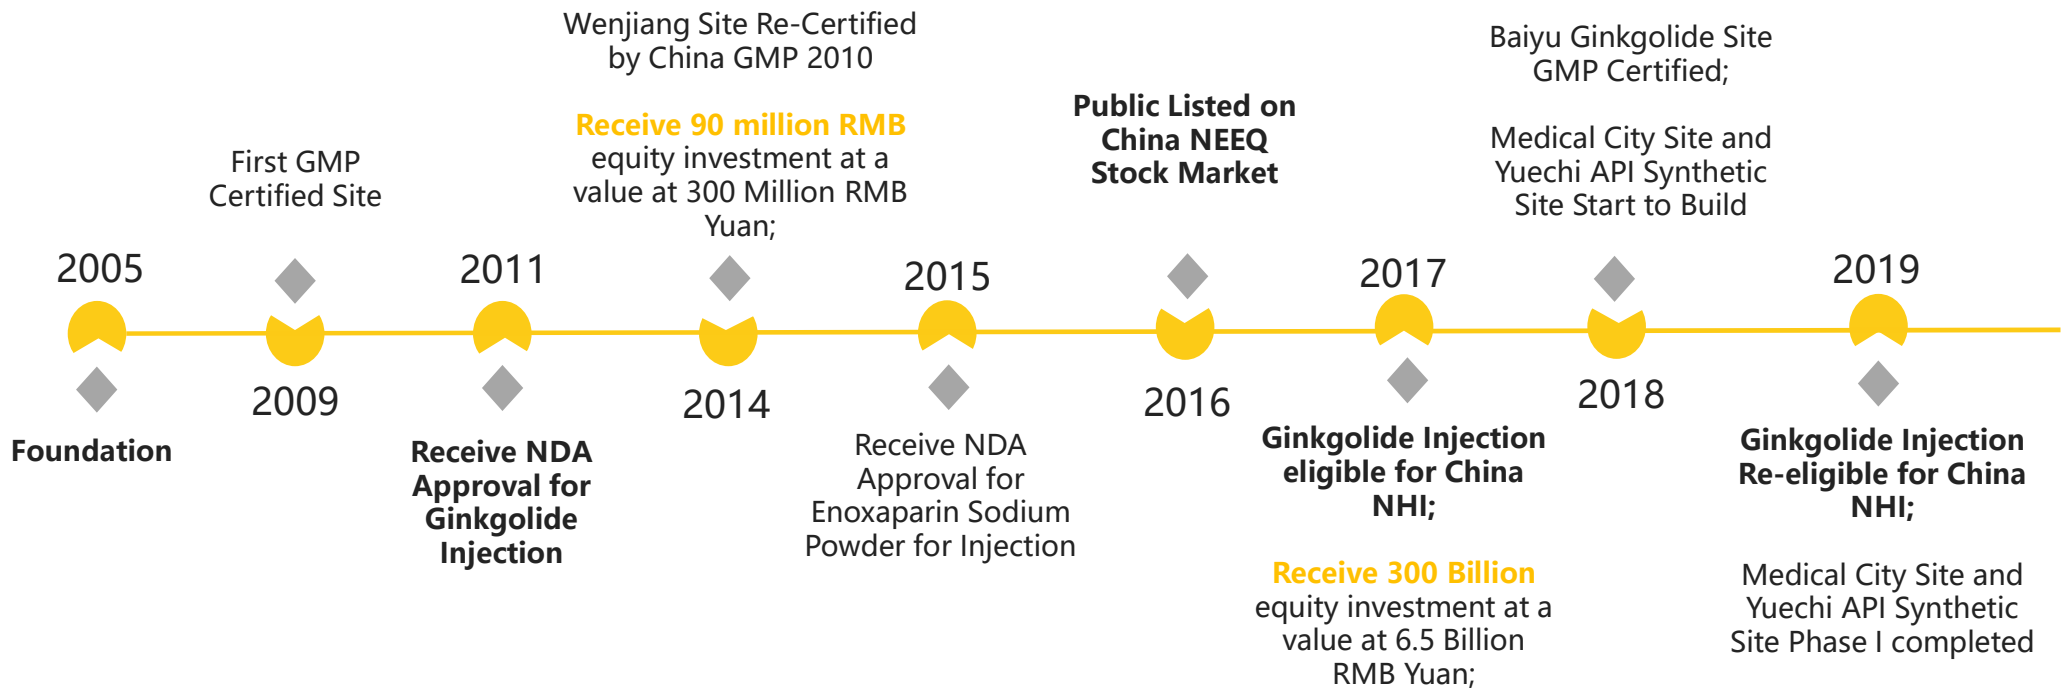 2005
Foundation
First GMP
Certified Site
2009
2011
Receive NDA
Approval for
Ginkgolide
Injection
Wenjiang Site Re-Certified
by China GMP 2010
Receive 90 million RMB
equity investment at a
value at 300 Million RMB
Yuan;
2014
2015
Receive NDA
Approval for
Enoxaparin Sodium
Powder for Injection
Public Listed on
China NEEQ
Stock Market
2016
2017
Ginkgolide Injection
eligible for China
NHI;
Receive 300 Billion
equity investment at a
value at 6.5 Billion
RMB Yuan;
Baiyu Ginkgolide Site
GMP Certified;
Medical City Site and
Yuechi API Synthetic
Site Start to Build
2018
2019
Ginkgolide Injection
Re-eligible for China
NHI;
Medical City Site and
Yuechi API Synthetic
Site Phase I completed